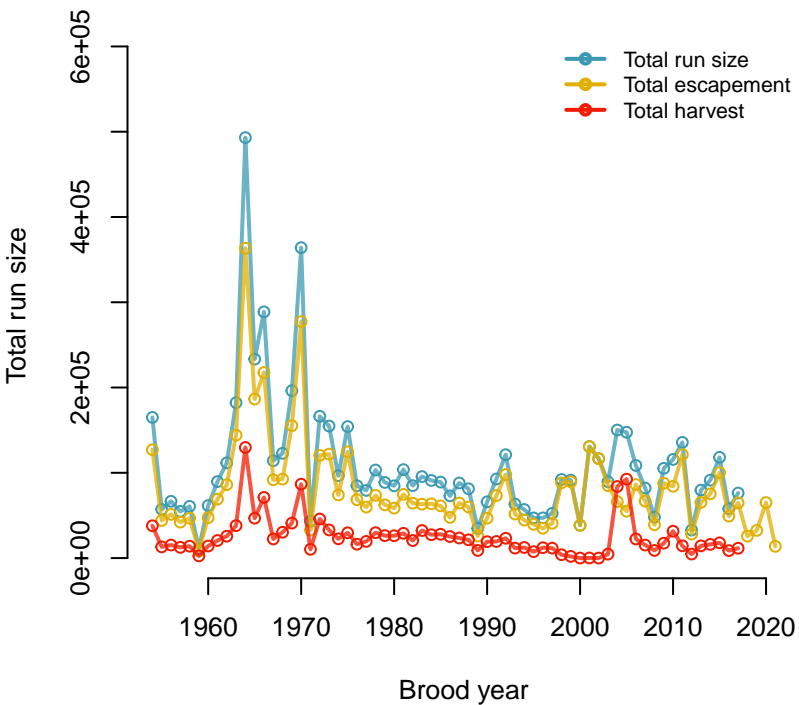 Total run size
Total escapement
Total harvest
6e+05
4e+05
2e+05
0e+00
Total run size
1960 1970 1980 1990 2000 2010 2020
Brood year